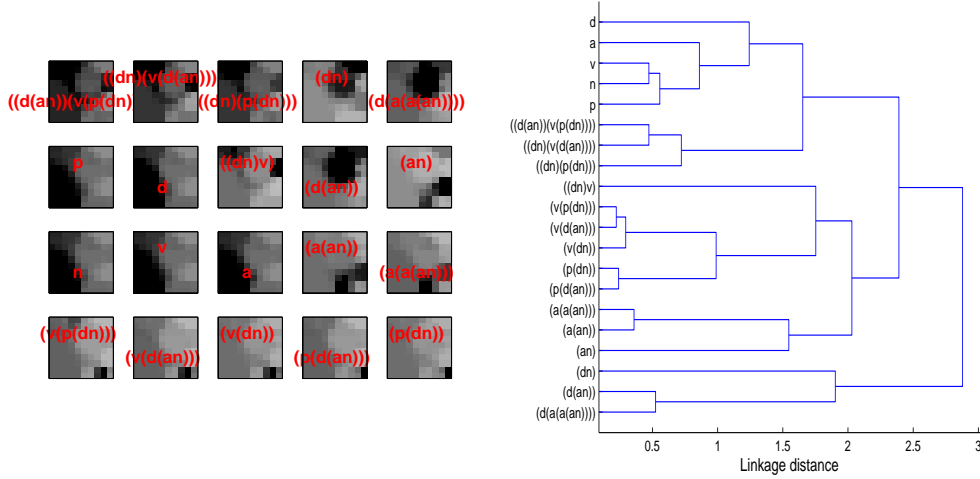 ((dn)(v(d(an)))
(dn)
((d(an))(v(p(dn)
((dn)(p(dn)))
(d(a(a(an))))
p
((dn)v)
(an)
d
(d(an))
v
(a(an))
n
a
(a(a(an)))
(v(p(dn)))
(v(dn))
(p(dn))
(v(d(an)))
(p(d(an)))
d
a
v
n
p
((d(an))(v(p(dn))))
((dn)(v(d(an))))
((dn)(p(dn)))
((dn)v)
(v(p(dn)))
(v(d(an)))
(v(dn))
(p(dn))
(p(d(an)))
(a(a(an)))
(a(an))
(an)
(dn)
(d(an))
(d(a(a(an))))
0.5 1 1.5 2 2.5 3
Linkage distance